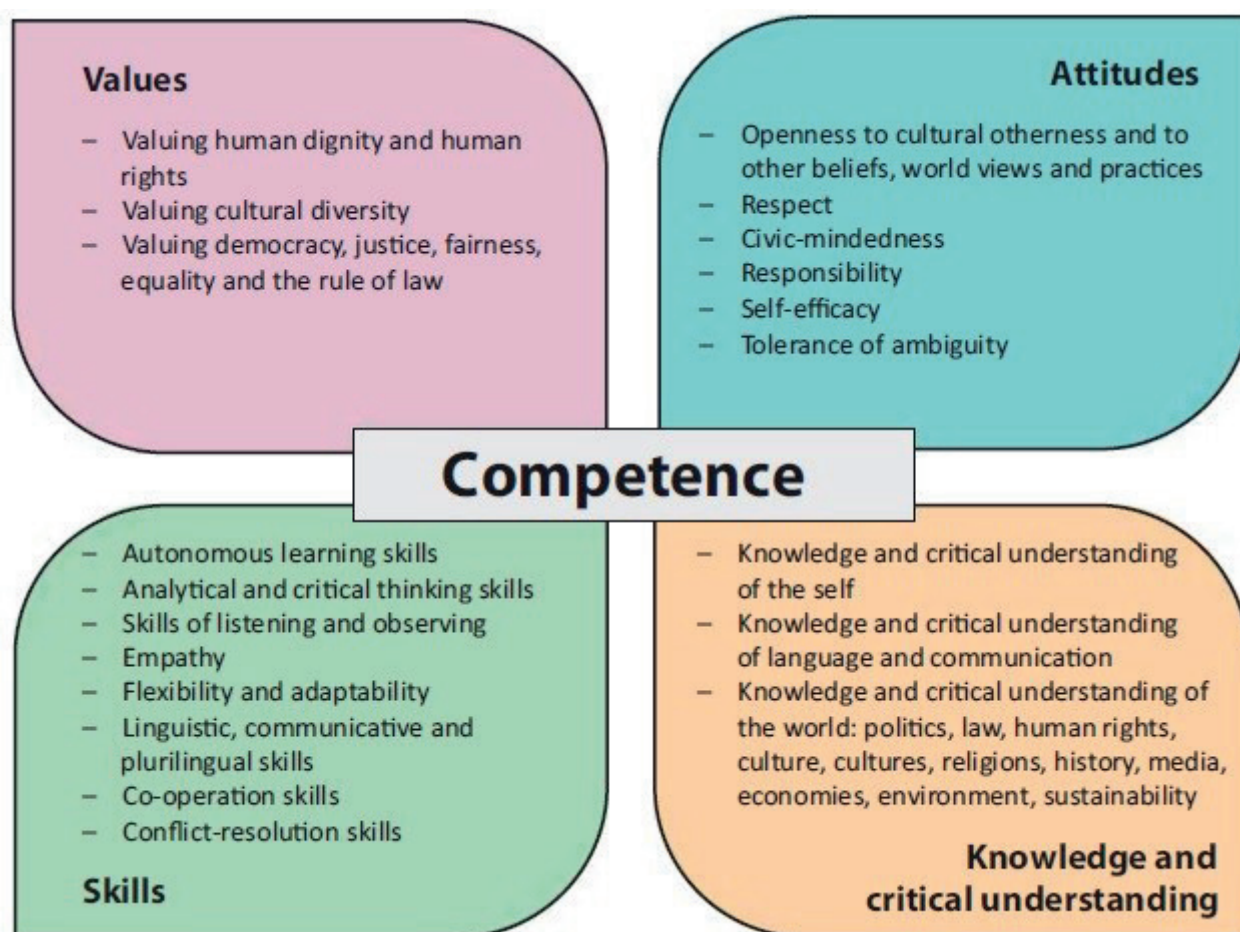 Values
– Valuing human dignity and human
rights
– Valuing cultural diversity
– Valuing democracy, justice, fairness,
equality and the rule of law
Attitudes
– Openness to cultural otherness and to
other beliefs, world views and practices
– Respect
– Civic-mindedness
– Responsibility
– Self-efficacy
– Tolerance of ambiguity
Competence
– Autonomous learning skills
– Analytical and critical thinking skills
– Skills of listening and observing
– Empathy
– Flexibility and adaptability
– Linguistic, communicative and
plurilingual skills
– Co-operation skills
– Conflict-resolution skills
Skills
– Knowledge and critical understanding
of the self
– Knowledge and critical understanding
of language and communication
– Knowledge and critical understanding of
the world: politics, law, human rights,
culture, cultures, religions, history, media,
economies, environment, sustainability
Knowledge and
critical understanding